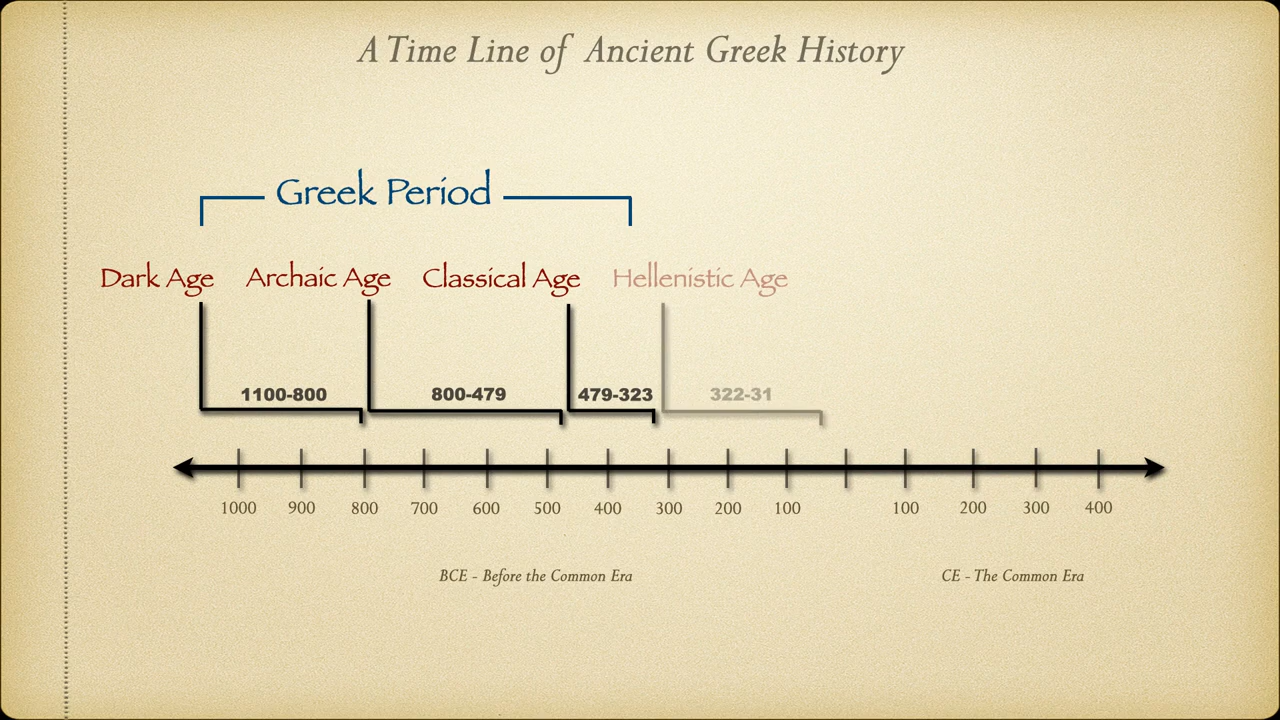 A Time Line of Ancient Greek History
Greek Period
Dark Age Archaic Age Classical Age Hellenistic Age
1100-800 800-479 479-323 322-31
1000 900 800 700 600 500 400 300 200 100 100 200 300 400
BCE - Before the Common Era CE - The Common Era